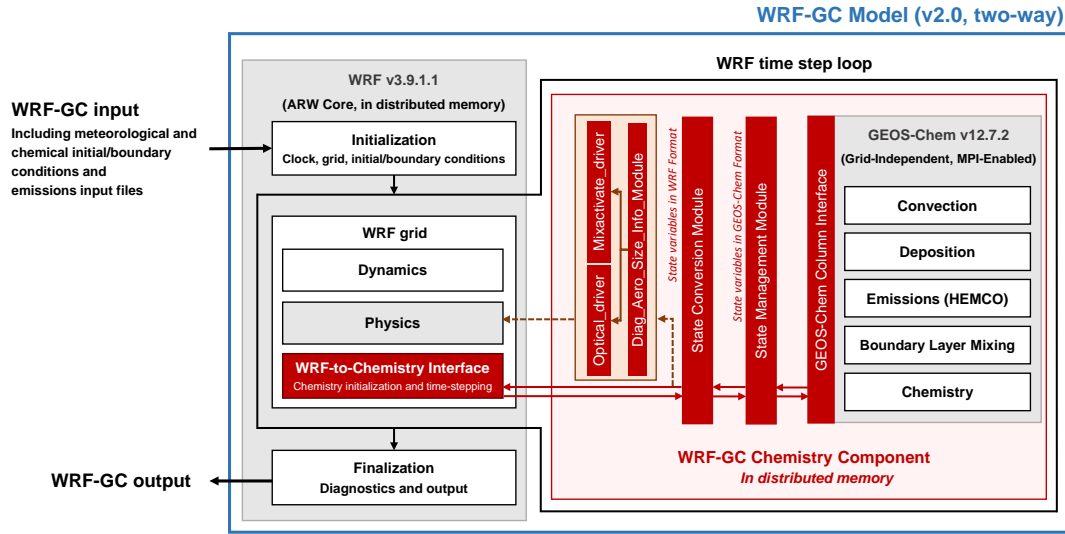 WRF-GC Model (v2.0, two-way)
WRF-GC input
Including meteorological and
chemical initial/boundary
conditions and
emissions input files
WRF-GC output
WRF v3.9.1.1
(ARW Core, in distributed memory)
Initialization
Clock, grid, initial/boundary conditions
WRF grid
Dynamics
Physics
WRF-to-Chemistry Interface
Chemistry initialization and time-stepping
Finalization
Diagnostics and output
WRF time step loop
Mixactivate_driver
Optical_driver
Diag_Aero_Size_Info_Module
State variables in WRF Format
State Conversion Module
State variables in GEOS-Chem Format
State Management Module
GEOS-Chem Column Interface
GEOS-Chem v12.7.2
(Grid-Independent, MPI-Enabled)
Convection
Deposition
Emissions (HEMCO)
Boundary Layer Mixing
Chemistry
WRF-GC Chemistry Component
In distributed memory